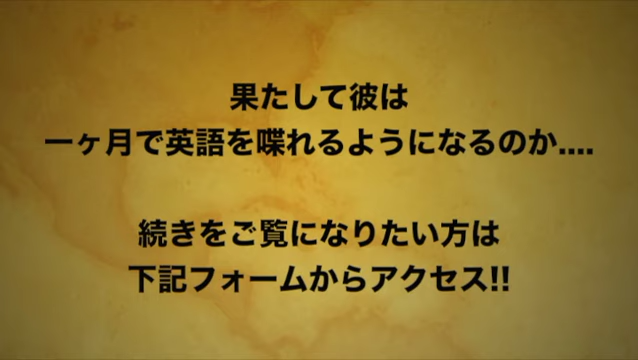 果たして彼は
一ヶ月で英語を喋れるようになるのか....
続きをご覧になりたい方は
下記フォームからアクセス!!